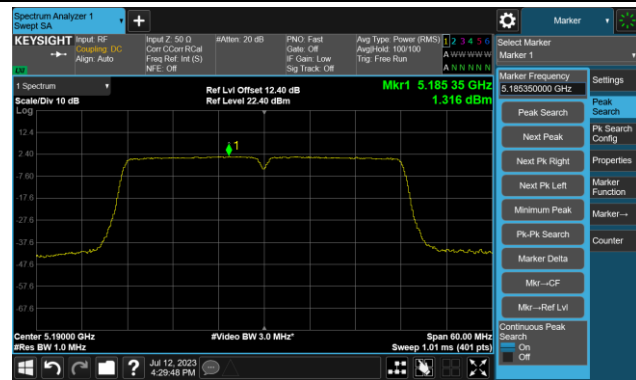 Spectrum Analyzer 1
Swept SA
+
Marker
KEYSIGHT
Input: RF
Coupling: DC
Align: Auto
Input Z: 50 Ω
Corr CCorr RCal
Freq Ref: Int (S)
NFE: Off
#Atten: 20 dB
PNO: Fast
Gate: Off
IF Gain: Low
Sig Track: Off
Avg Type: Power (RMS)
Avg|Hold: 100/100
Trig: Free Run
1 2 3 4 5 6
A W W W W W
A N N N N N
LW
Select Marker
Marker 1
1 Spectrum
Scale/Div 10 dB
Log
Ref Lvl Offset 12.40 dB
Ref Level 22.40 dBm
Mkr1 5.185 35 GHz
1.316 dBm
12.4
2.40
-7.60
-17.6
-27.6
-37.6
-47.6
-57.6
-67.6
1
Center 5.19000 GHz
#Res BW 1.0 MHz
#Video BW 3.0 MHz*
Span 60.00 MHz
Sweep 1.01 ms (401 pts)
Marker Frequency
5.185350000 GHz
Peak Search
Next Peak
Next Pk Right
Next Pk Left
Minimum Peak
Pk-Pk Search
Marker Delta
Mkr→CF
Mkr→Ref Lvl
Continuous Peak
Search
On
Off
Settings
Peak
Search
Pk Search
Config
Properties
Marker
Function
Marker→
Counter
?
Jul 12, 2023
4:29:48 PM